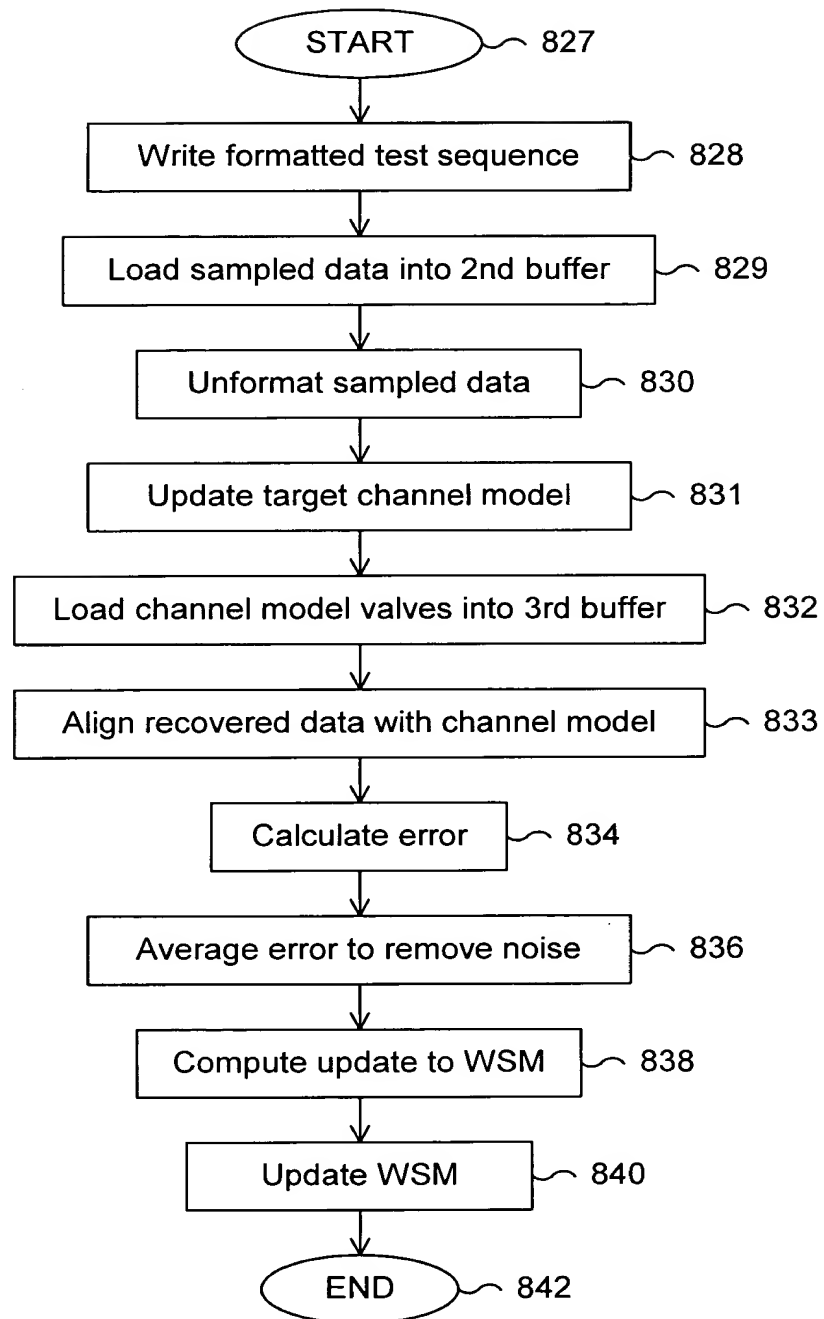 START 827
Write formatted test sequence 828
Load sampled data into 2nd buffer 829
Unformat sampled data 830
Update target channel model 831
Load channel model valves into 3rd buffer 832
Align recovered data with channel model 833
Calculate error 834
Average error to remove noise 836
Compute update to WSM 838
Update WSM 840
END 842